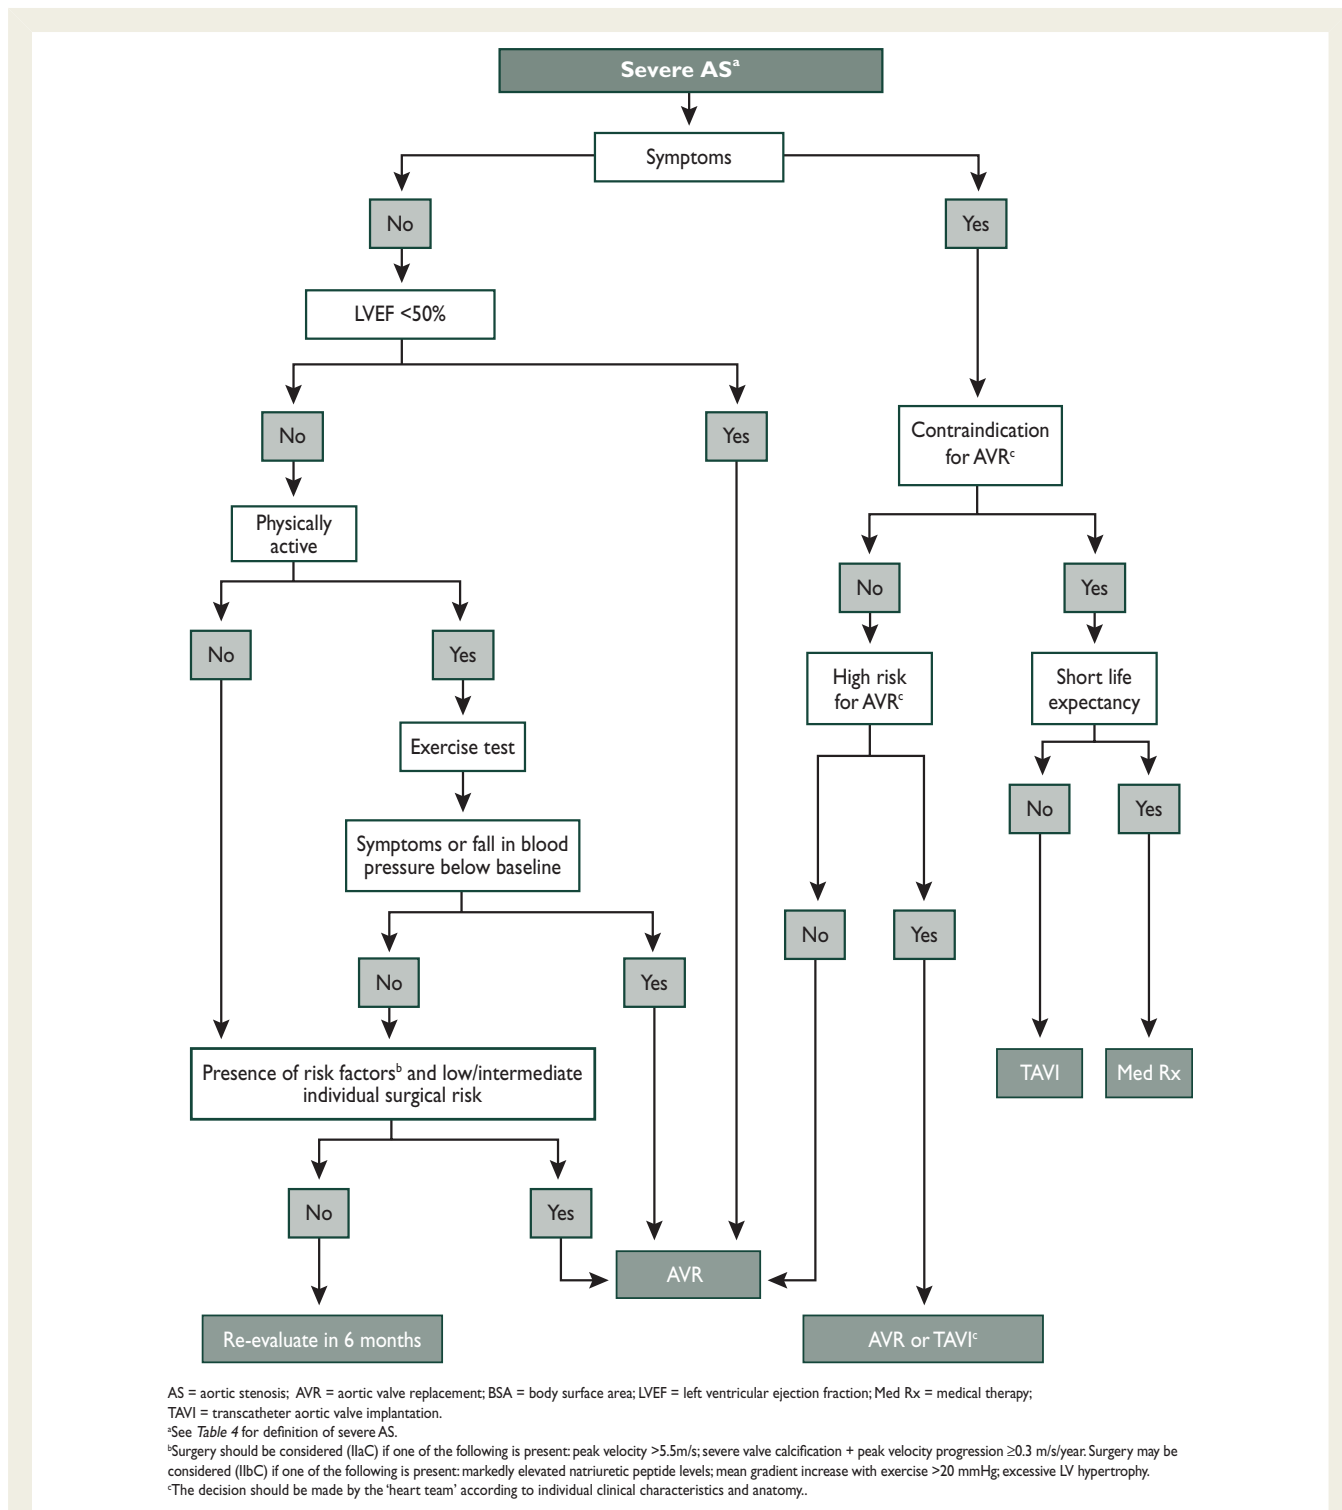 Severe ASa
Symptoms
No
Yes
LVEF <50%
No
Yes
Contraindication
for AVRc
Physically
active
No
Yes
No
Yes
High risk
for AVRc
Short life
expectancy
Exercise test
No
Yes
Symptoms or fall in blood
pressure below baseline
No
Yes
No
Yes
Presence of risk factorsb and low/intermediate
individual surgical risk
TAVI
Med Rx
No
Yes
AVR
Re-evaluate in 6 months
AVR or TAVIc
AS = aortic stenosis; AVR = aortic valve replacement; BSA = body surface area; LVEF = left ventricular ejection fraction; Med Rx = medical therapy;
TAVI = transcatheter aortic valve implantation.
aSee Table 4 for definition of severe AS.
bSurgery should be considered (IIaC) if one of the following is present: peak velocity >5.5m/s; severe valve calcification + peak velocity progression ≥0.3 m/s/year. Surgery may be
considered (IIbC) if one of the following is present: markedly elevated natriuretic peptide levels; mean gradient increase with exercise >20 mmHg; excessive LV hypertrophy.
cThe decision should be made by the 'heart team' according to individual clinical characteristics and anatomy..